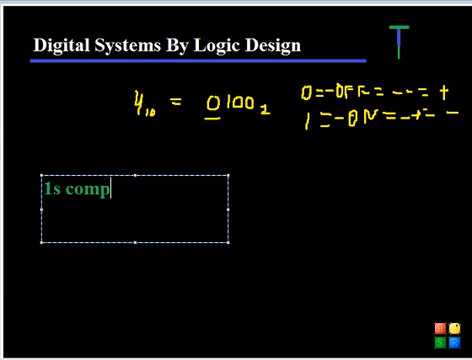 Digital Systems By Logic Design
T
4₁₀ = 0100₂
0 = -OFF = -- = +
1 = -ON = -+- -
1s comp
S R